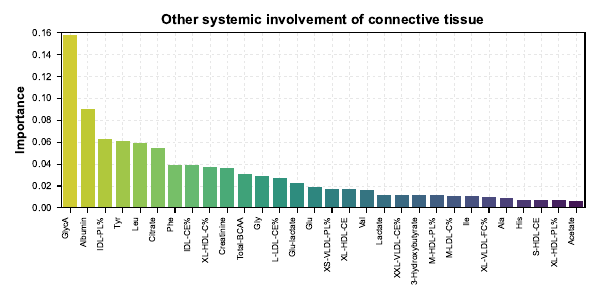 Other systemic involvement of connective tissue
Importance
0.16
0.14
0.12
0.10
0.08
0.06
0.04
0.02
0.00
GlycA
Albumin
IDL-PL%
Tyr
Leu
Citrate
Phe
IDL-CE%
XL-HDL-C%
Creatinine
Total-BCAA
Gly
L-LDL-CE%
Glu-lactate
Glu
XS-VLDL-PL%
XL-HDL-CE
Val
Lactate
XXL-VLDL-CE%
3-Hydroxybutyrate
M-HDL-PL%
M-LDL-C%
Ile
XL-VLDL-FC%
Ala
His
S-HDL-CE
XL-HDL-PL%
Acetate